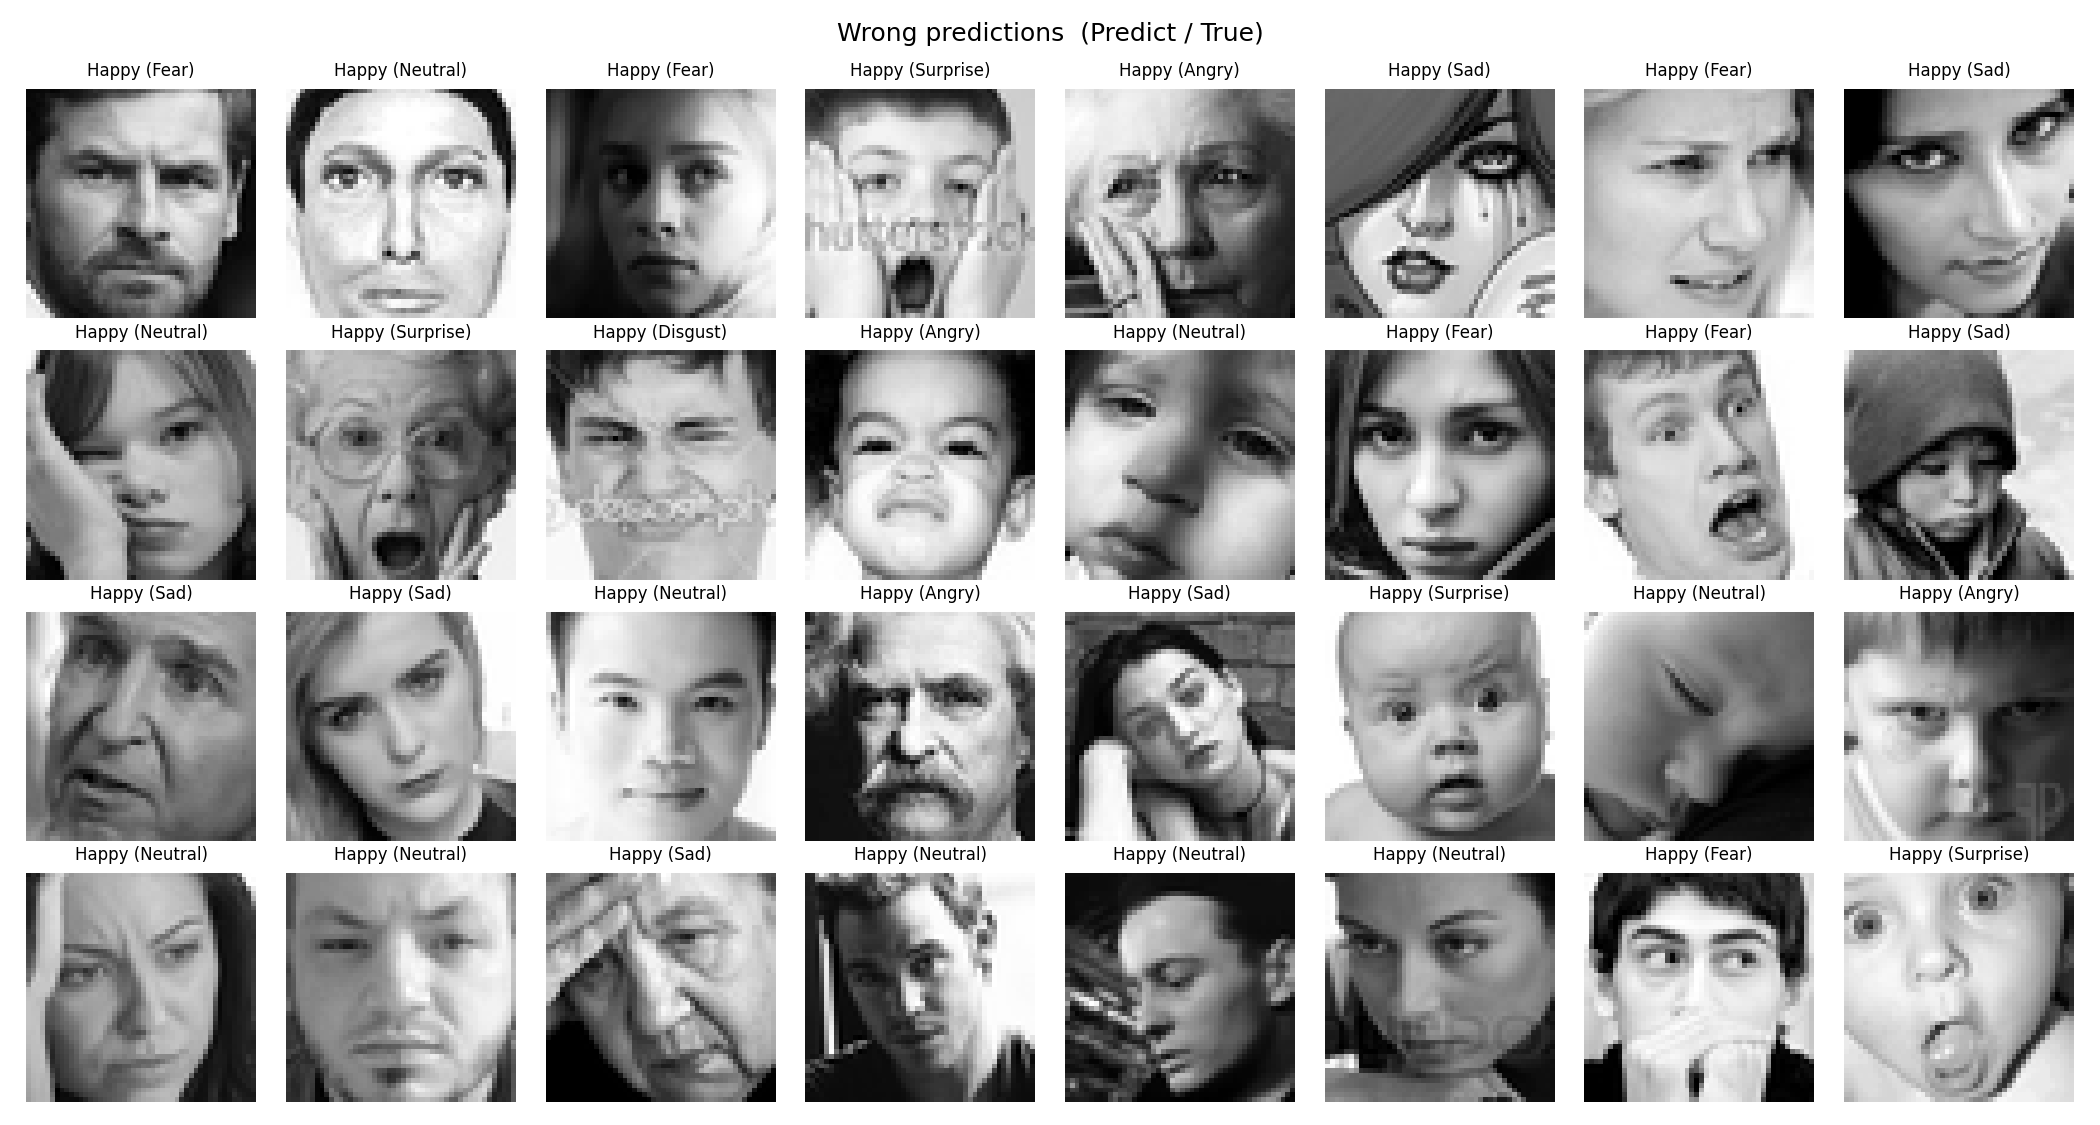 Wrong predictions  (Predict / True)
Happy (Fear) Happy (Neutral) Happy (Fear) Happy (Surprise) Happy (Angry) Happy (Sad) Happy (Fear) Happy (Sad)
hutterstock
Happy (Neutral) Happy (Surprise) Happy (Disgust) Happy (Angry) Happy (Neutral) Happy (Fear) Happy (Fear) Happy (Sad)
Happy (Sad) Happy (Sad) Happy (Neutral) Happy (Angry) Happy (Sad) Happy (Surprise) Happy (Neutral) Happy (Angry)
Happy (Neutral) Happy (Neutral) Happy (Sad) Happy (Neutral) Happy (Neutral) Happy (Neutral) Happy (Fear) Happy (Surprise)